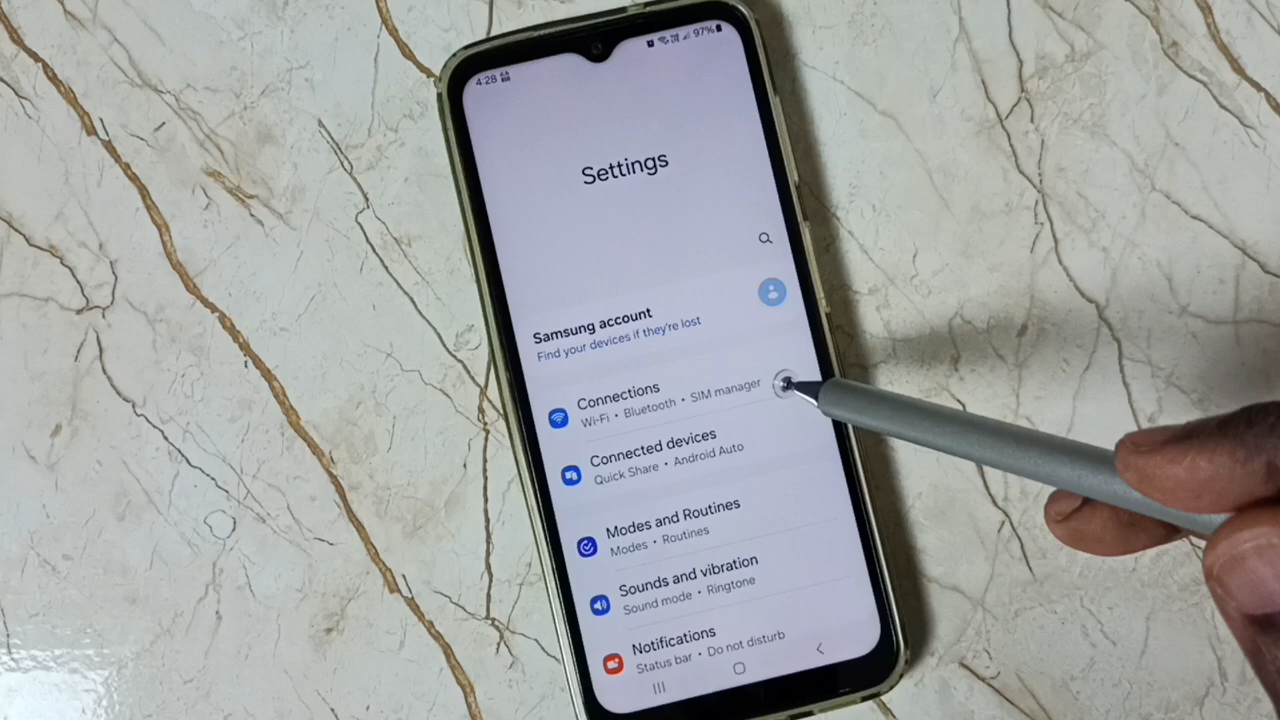 4:28
97%
Settings
Samsung account
Find your devices if they're lost
Connections
Wi-Fi • Bluetooth • SIM manager
Connected devices
Quick Share • Android Auto
Modes and Routines
Modes • Routines
Sounds and vibration
Sound mode • Ringtone
Notifications
Status bar • Do not disturb